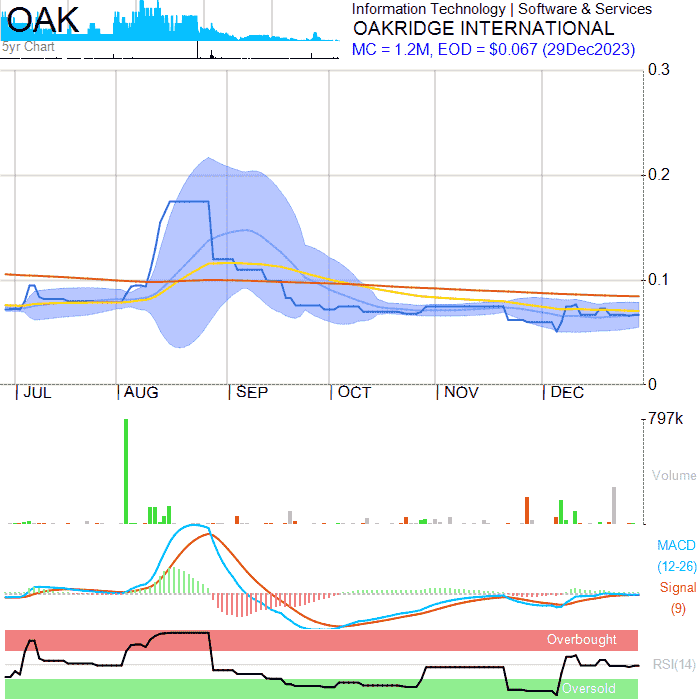 OAK
5yr Chart
Information Technology | Software & Services
OAKRIDGE INTERNATIONAL
MC = 1.2M, EOD = $0.067 (29Dec2023)
0.3
0.2
0.1
0
| JUL
| AUG
| SEP
| OCT
| NOV
| DEC
797k
Volume
MACD
(12-26)
Signal
(9)
Overbought
RSI(14)
Oversold